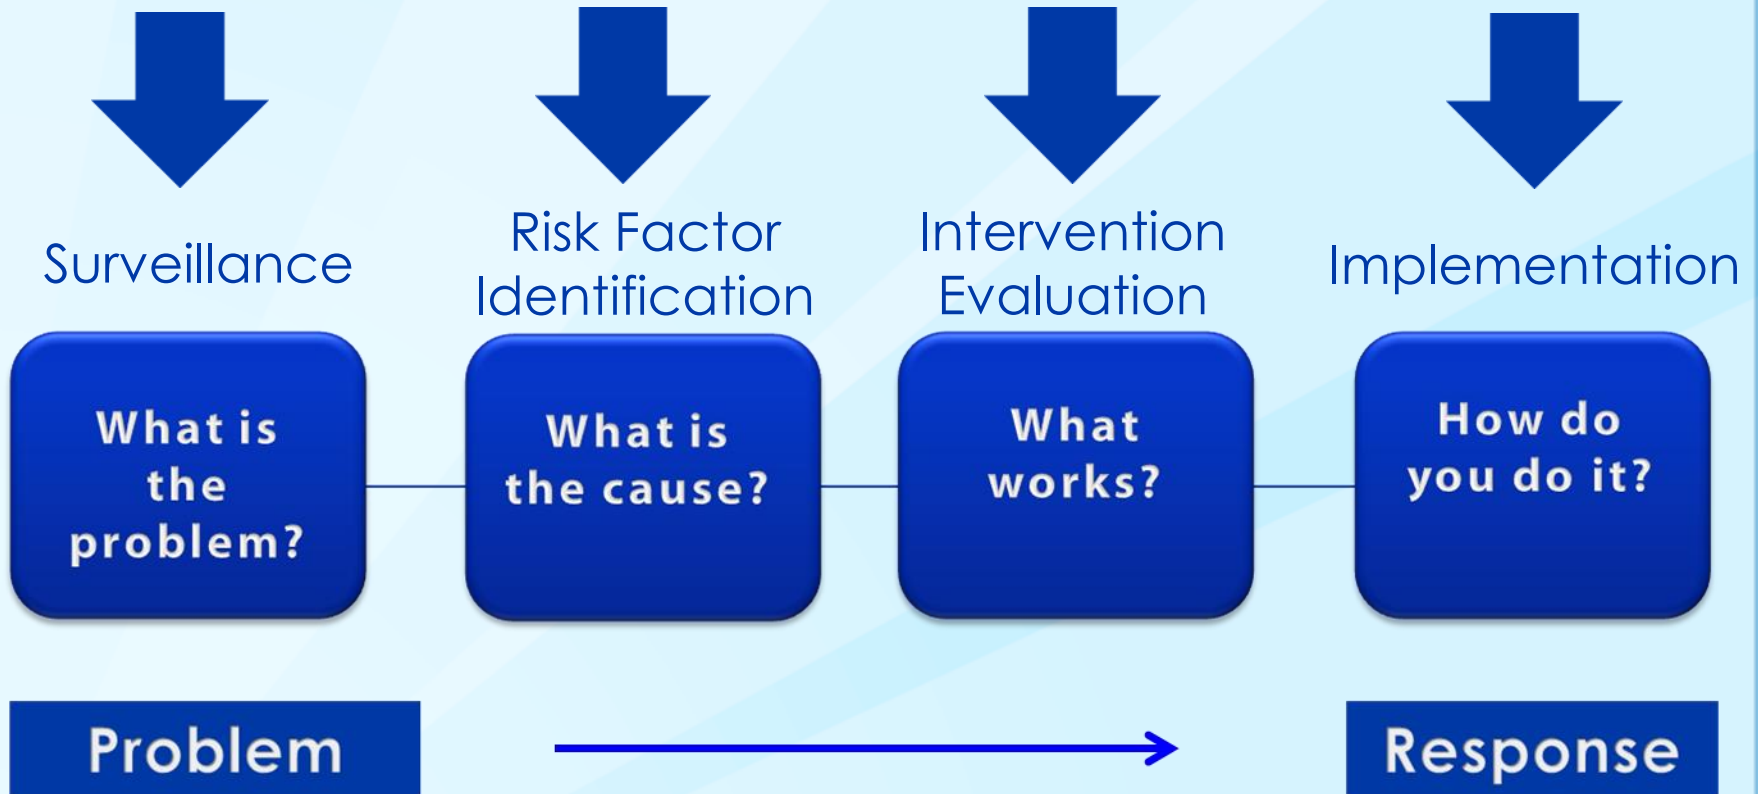 Surveillance
Risk Factor
Identification
Intervention
Evaluation
Implementation
What is
the
problem?
What is
the cause?
What
works?
How do
you do it?
Problem
Response